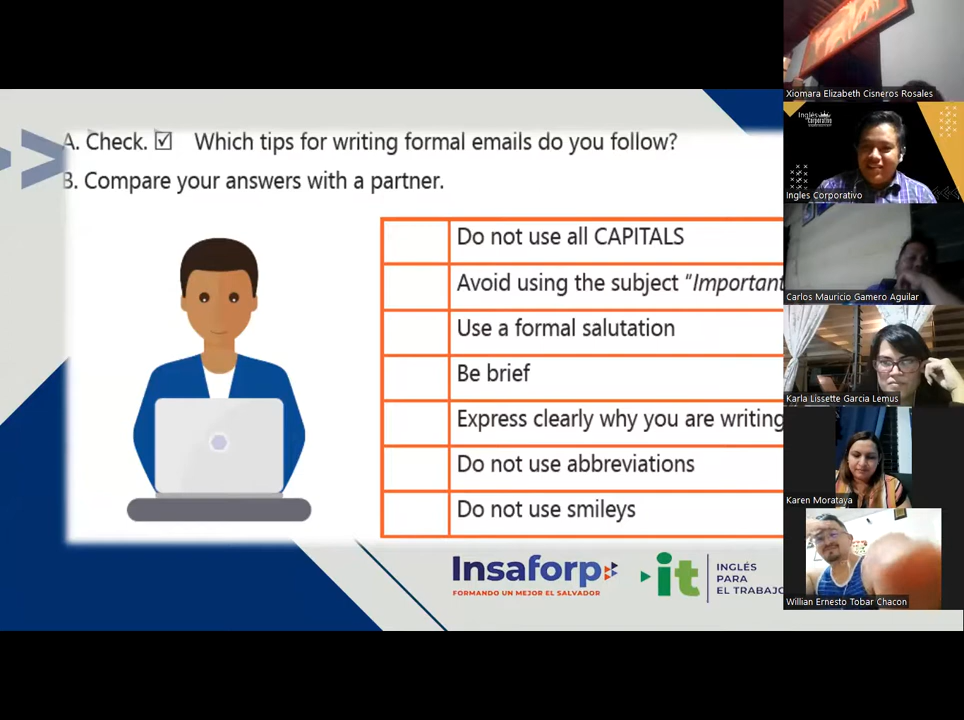 A. Check. ☑ Which tips for writing formal emails do you follow?
B. Compare your answers with a partner.
Do not use all CAPITALS
Avoid using the subject "Important
Use a formal salutation
Be brief
Express clearly why you are writing
Do not use abbreviations
Do not use smileys
Insaforp
FORMANDO UN MEJOR EL SALVADOR
it
INGLÉS
PARA
EL TRABAJO
Xiomara Elizabeth Cisneros Rosales
Inglés
Corporativo
Ingles Corporativo
Carlos Mauricio Gamero Aguilar
Karla Lissette Garcia Lemus
Karen Morataya
Willian Ernesto Tobar Chacon